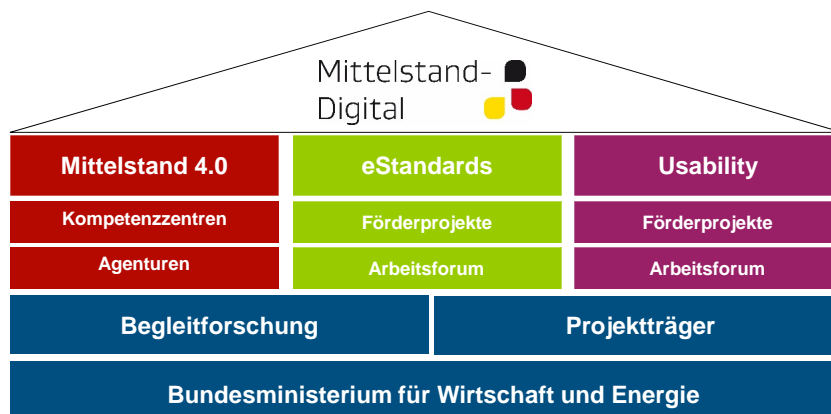 Mittelstand-
Digital
Mittelstand 4.0
eStandards
Usability
Kompetenzzentren
Förderprojekte
Förderprojekte
Agenturen
Arbeitsforum
Arbeitsforum
Begleitforschung
Projektträger
Bundesministerium für Wirtschaft und Energie